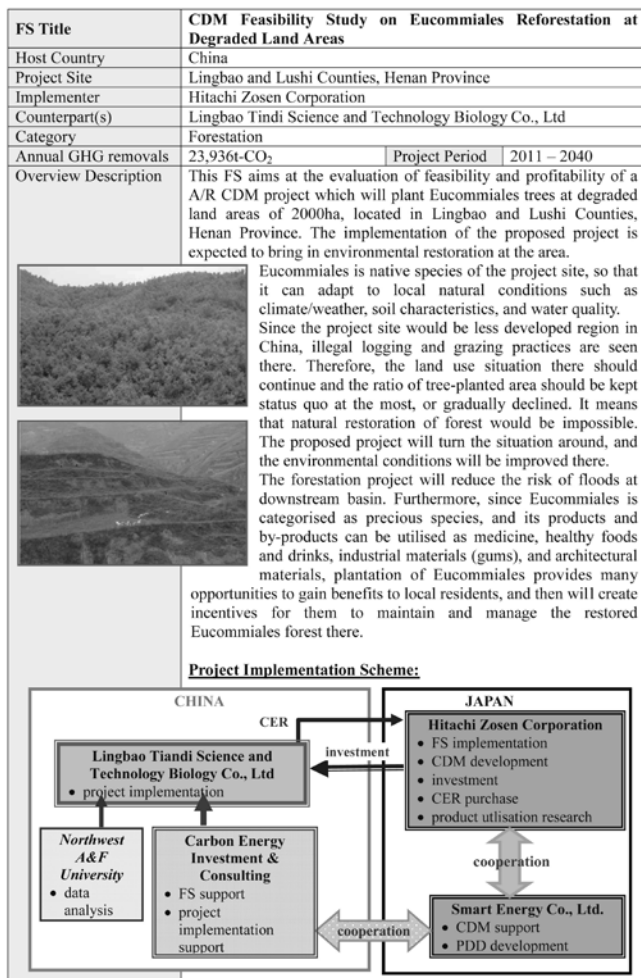 FS Title
CDM Feasibility Study on Eucommiales Reforestation at
Degraded Land Areas
Host Country China
Project Site Lingbao and Lushi Counties, Henan Province
Implementer Hitachi Zosen Corporation
Counterpart(s) Lingbao Tindi Science and Technology Biology Co., Ltd
Category Forestation
Annual GHG removals 23,936t-CO₂ Project Period 2011 – 2040
Overview Description This FS aims at the evaluation of feasibility and profitability of a
A/R CDM project which will plant Eucommiales trees at degraded
land areas of 2000ha, located in Lingbao and Lushi Counties,
Henan Province. The implementation of the proposed project is
expected to bring in environmental restoration at the area.
Eucommiales is native species of the project site, so that
it can adapt to local natural conditions such as
climate/weather, soil characteristics, and water quality.
Since the project site would be less developed region in
China, illegal logging and grazing practices are seen
there. Therefore, the land use situation there should
continue and the ratio of tree-planted area should be kept
status quo at the most, or gradually declined. It means
that natural restoration of forest would be impossible.
The proposed project will turn the situation around, and
the environmental conditions will be improved there.
The forestation project will reduce the risk of floods at
downstream basin. Furthermore, since Eucommiales is
categorised as precious species, and its products and
by-products can be utilised as medicine, healthy foods
and drinks, industrial materials (gums), and architectural
materials, plantation of Eucommiales provides many
opportunities to gain benefits to local residents, and then will create
incentives for them to maintain and manage the restored
Eucommiales forest there.
Project Implementation Scheme:
CHINA
JAPAN
CER
investment
Lingbao Tiandi Science and
Technology Biology Co., Ltd
• project implementation
Hitachi Zosen Corporation
• FS implementation
• CDM development
• investment
• CER purchase
• product utlisation research
Northwest
A&F
University
• data
analysis
Carbon Energy
Investment &
Consulting
• FS support
• project
implementation
support
cooperation
cooperation
Smart Energy Co., Ltd.
• CDM support
• PDD development